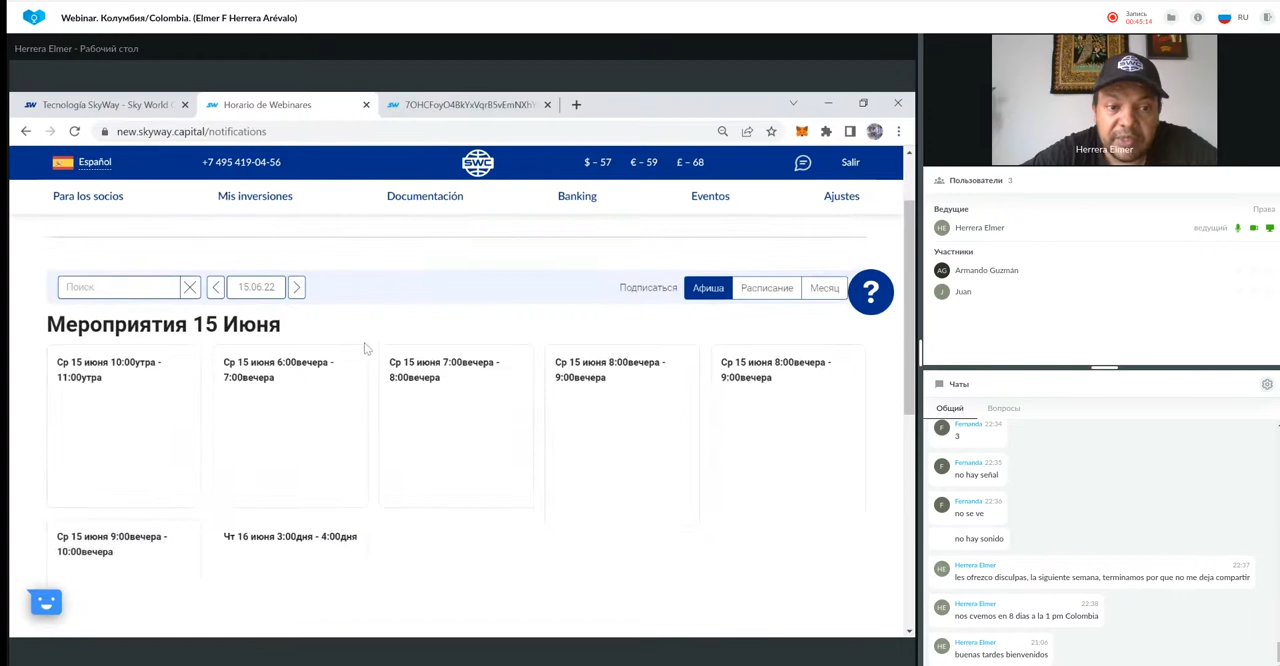 Webinar. Колумбия/Colombia. (Elmer F Herrera Arévalo)
Запись
00:45:14
RU
Herrera Elmer - Рабочий стол
Tecnología SkyWay - Sky World C
Horario de Webinares
new.skyway.capital/notifications
Español
+7 495 419-04-56
SWC
$ – 57
€ – 59
£ – 68
Salir
Para los socios
Mis inversiones
Documentación
Banking
Eventos
Ajustes
Поиск
15.06.22
Подписаться
Афиша
Расписание
Месяц
?
Мероприятия 15 Июня
Ср 15 июня 10:00утра -
11:00утра
Ср 15 июня 6:00вечера -
7:00вечера
Ср 15 июня 7:00вечера -
8:00вечера
Ср 15 июня 8:00вечера -
9:00вечера
Ср 15 июня 8:00вечера -
9:00вечера
Ср 15 июня 9:00вечера -
10:00вечера
Чт 16 июня 3:00дня - 4:00дня
SWC
Herrera Elmer
Пользователи 3
Ведущие
Права
HE
Herrera Elmer
ведущий
Участники
AG
Armando Guzmán
J
Juan
Чаты
Общий
Вопросы
F
Fernanda 22:34
3
F
Fernanda 22:35
no hay señal
F
Fernanda 22:36
no se ve
no hay sonido
HE
Herrera Elmer 22:37
les ofrezco disculpas, la siguiente semana, terminamos por que no me deja compartir
HE
Herrera Elmer 22:38
nos cvemos en 8 dias a la 1 pm Colombia
HE
Herrera Elmer 21:06
buenas tardes bienvenidos